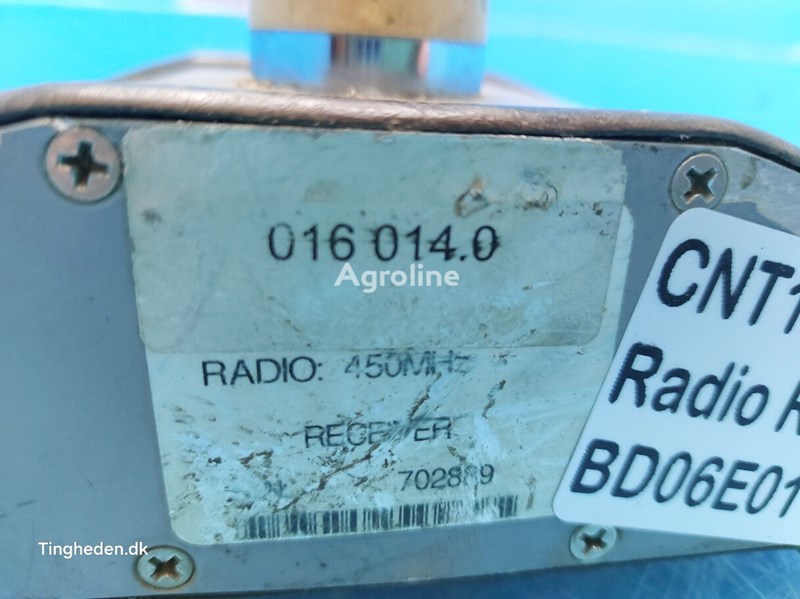 016 014.0
Agroline
RADIO: 450MHz
RECEIVER
702889
CNT1
Radio R
BD06E01
Tingheden.dk